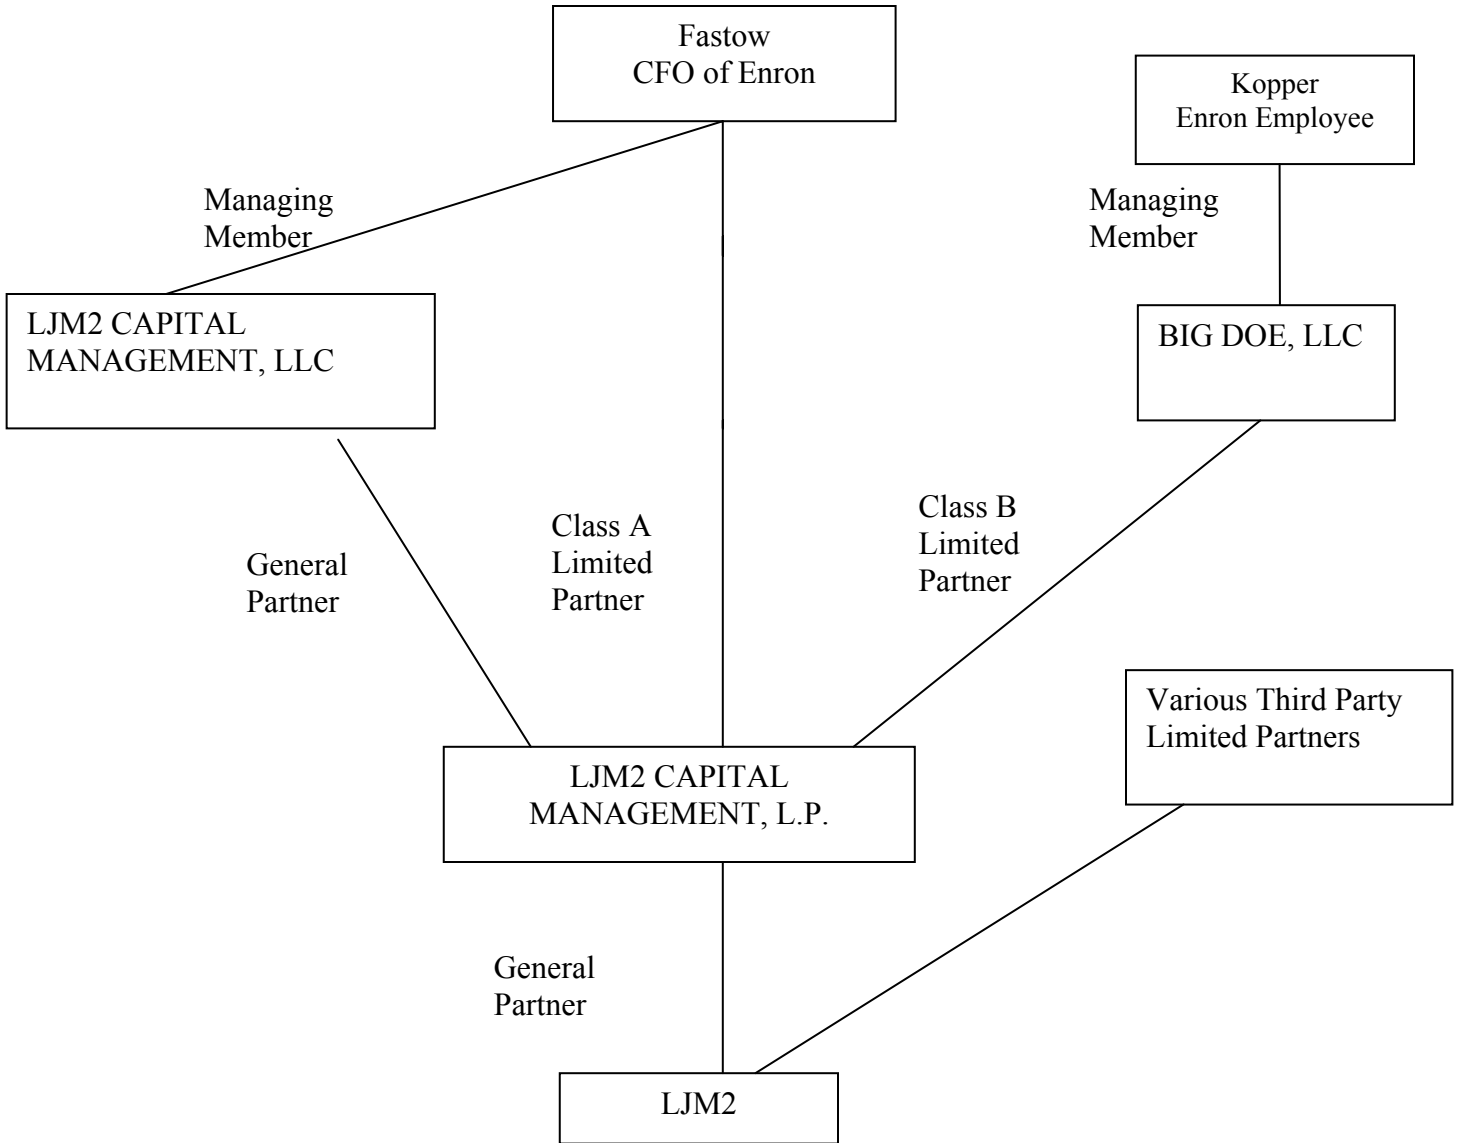 Fastow
CFO of Enron
Kopper
Enron Employee
Managing
Member
Managing
Member
LJM2 CAPITAL
MANAGEMENT, LLC
BIG DOE, LLC
General
Partner
Class A
Limited
Partner
Class B
Limited
Partner
Various Third Party
Limited Partners
LJM2 CAPITAL
MANAGEMENT, L.P.
General
Partner
LJM2